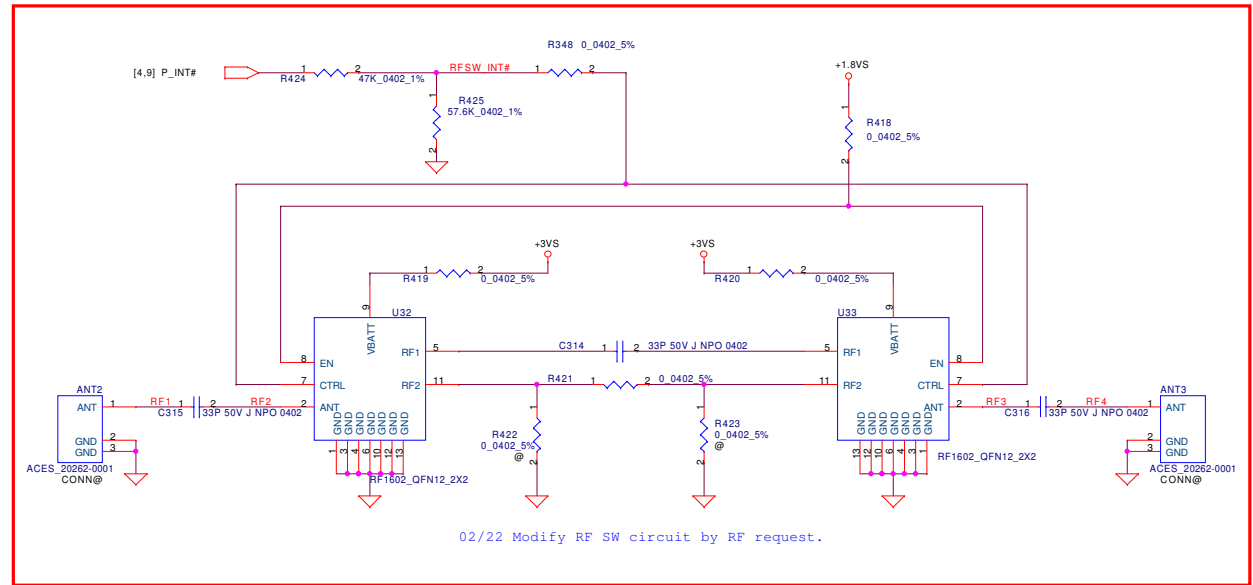 R348 0_0402_5%
[4,9] P_INT#
1
2
RFSW_INT#
1
2
R424
47K_0402_1%
+1.8VS
1
R425
57.6K_0402_1%
2
1
R418
0_0402_5%
2
+3VS
+3VS
R419
1
2
0_0402_5%
R420
1
2
0_0402_5%
9
U32
VBATT
9
U33
VBATT
RF1
5
C314
1
2
33P 50V J NPO 0402
5
RF1
8
EN
EN
8
7
CTRL
RF2
11
R421
1
2
0_0402_5%
11
RF2
CTRL
7
ANT2
ANT
1
RF1
C315
1
2
RF2
33P 50V J NPO 0402
2
ANT
ANT
2
RF3
C316
1
2
RF4
33P 50V J NPO 0402
ANT3
1
ANT
GND
2
GND
3
ACES_20262-0001
CONN@
GND
GND
GND
GND
GND
GND
GND
1
3
4
6
10
12
13
RF1602_QFN12_2X2
1
R422
0_0402_5%
@
2
1
R423
0_0402_5%
@
2
GND
GND
GND
GND
GND
GND
GND
13
12
10
6
4
3
1
RF1602_QFN12_2X2
2
GND
3
GND
ACES_20262-0001
CONN@
02/22 Modify RF SW circuit by RF request.